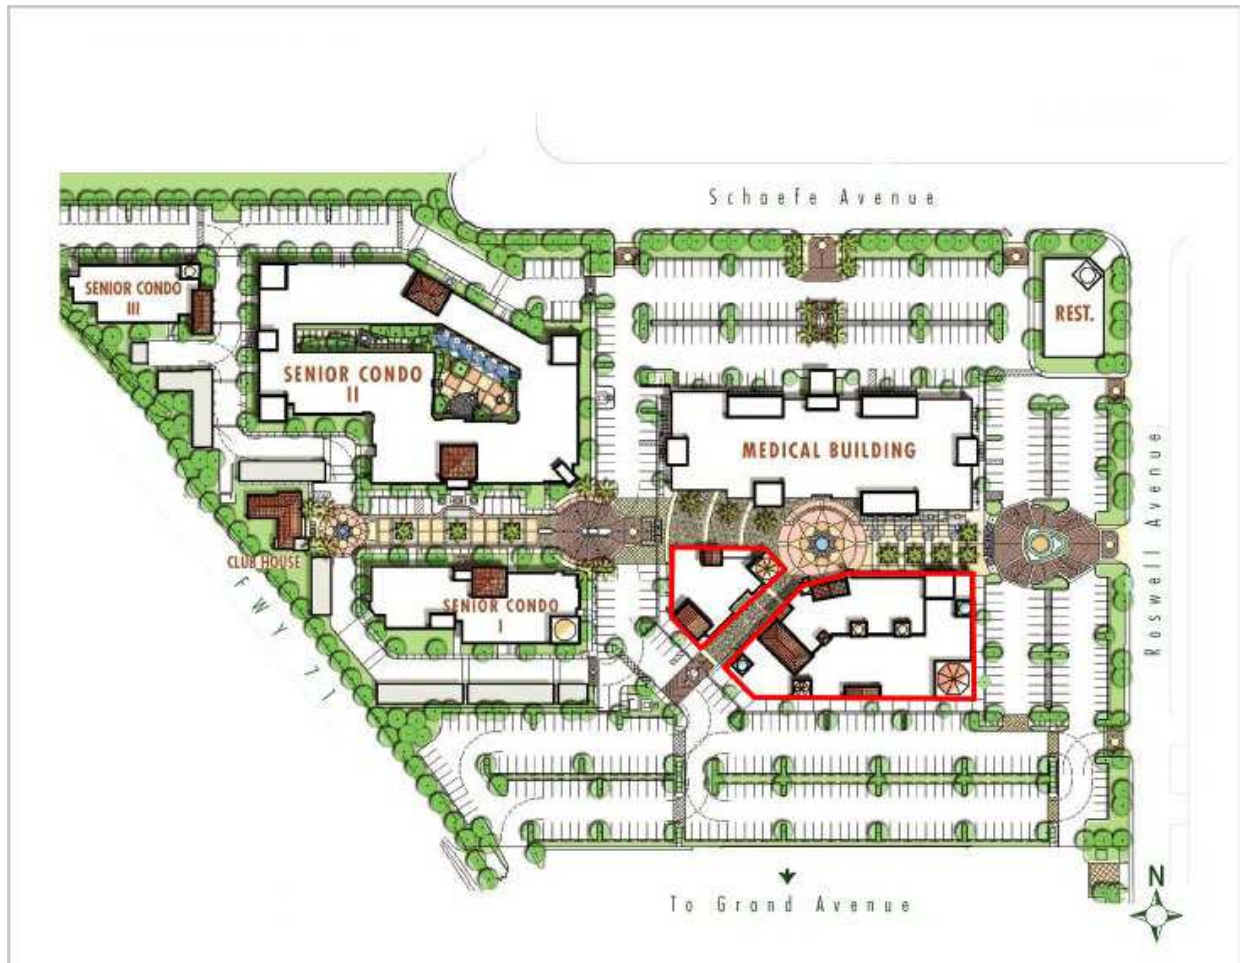 Schaefe Avenue
SENIOR CONDO
III
REST.
SENIOR CONDO
II
MEDICAL BUILDING
Roswell Avenue
CLUB HOUSE
SENIOR CONDO
I
FWY 71
To Grand Avenue
N